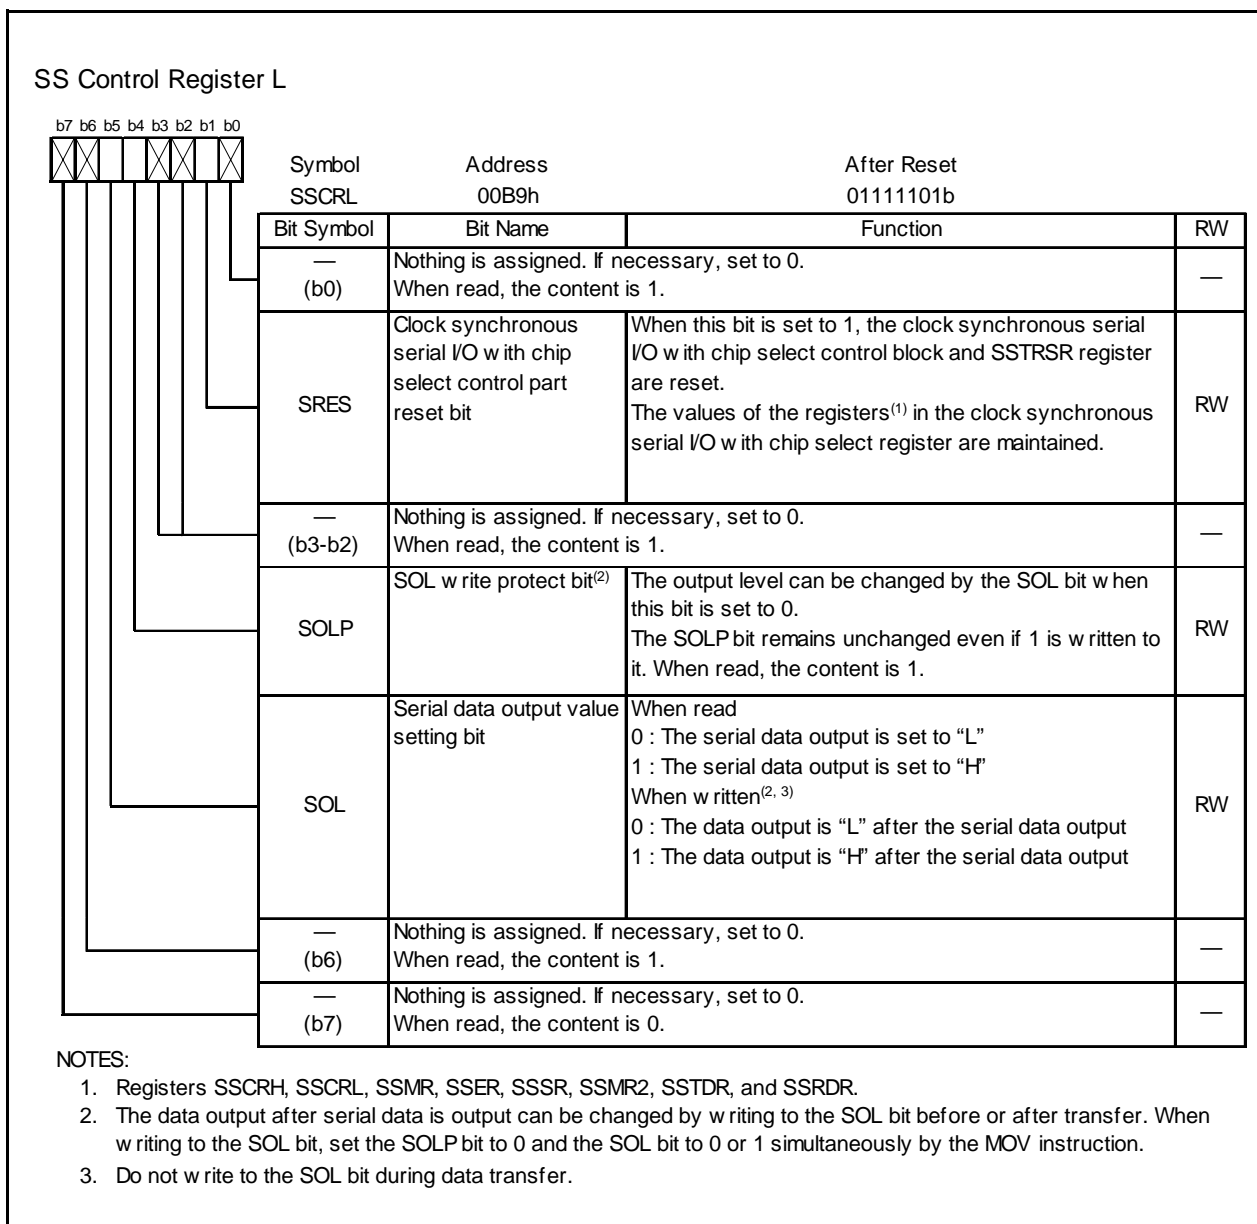 SS Control Register L
b7 b6 b5 b4 b3 b2 b1 b0
Symbol Address After Reset
SSCRL 00B9h 01111101b
Bit Symbol Bit Name Function RW
— Nothing is assigned. If necessary, set to 0.
(b0) When read, the content is 1. —
Clock synchronous When this bit is set to 1, the clock synchronous serial
serial I/O with chip I/O with chip select control block and SSTRSR register
select control part are reset.
SRES reset bit The values of the registers(1) in the clock synchronous RW
serial I/O with chip select register are maintained.
— Nothing is assigned. If necessary, set to 0.
(b3-b2) When read, the content is 1. —
SOL write protect bit(2) The output level can be changed by the SOL bit when
this bit is set to 0.
SOLP The SOLP bit remains unchanged even if 1 is written to RW
it. When read, the content is 1.
Serial data output value When read
setting bit 0 : The serial data output is set to “L”
1 : The serial data output is set to “H”
SOL When written(2, 3) RW
0 : The data output is “L” after the serial data output
1 : The data output is “H” after the serial data output
— Nothing is assigned. If necessary, set to 0.
(b6) When read, the content is 1. —
— Nothing is assigned. If necessary, set to 0.
(b7) When read, the content is 0. —
NOTES:
1. Registers SSCRH, SSCRL, SSMR, SSER, SSSR, SSMR2, SSTDR, and SSRDR.
2. The data output after serial data is output can be changed by writing to the SOL bit before or after transfer. When
writing to the SOL bit, set the SOLP bit to 0 and the SOL bit to 0 or 1 simultaneously by the MOV instruction.
3. Do not write to the SOL bit during data transfer.